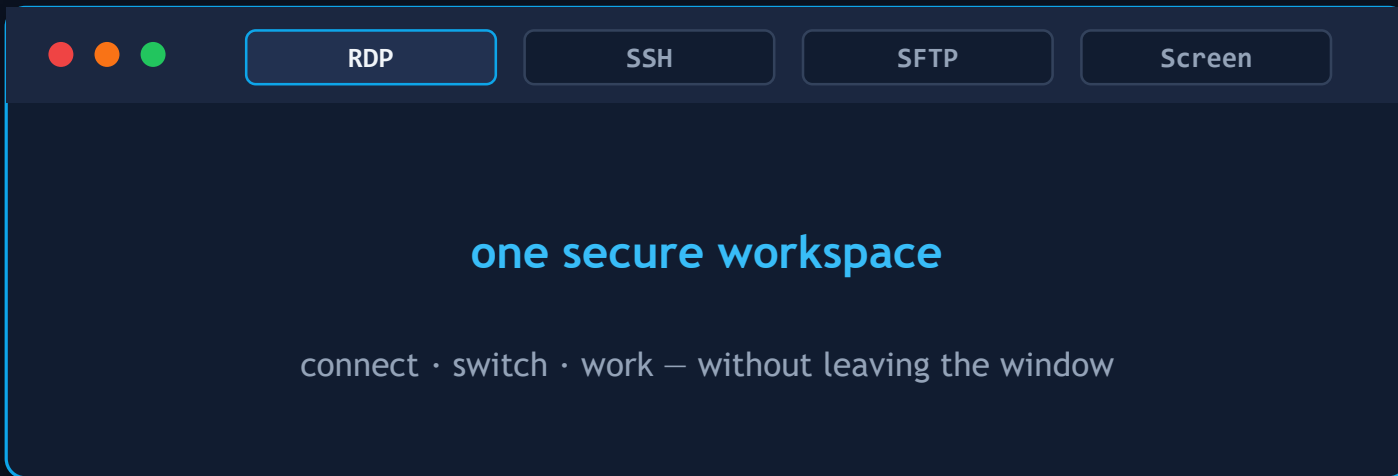 RDP SSH SFTP Screen
one secure workspace
connect · switch · work — without leaving the window